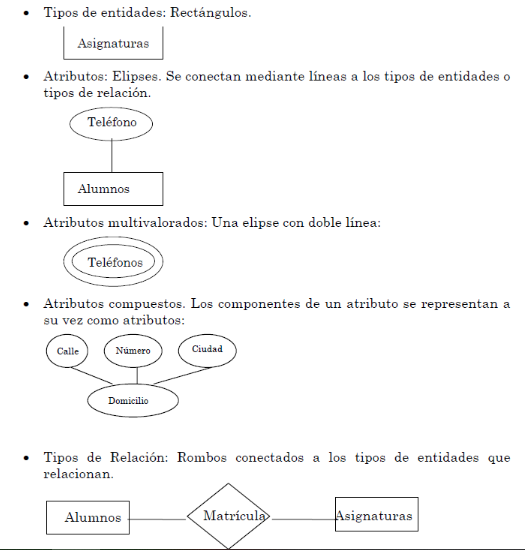 • Tipos de entidades: Rectángulos.
Asignaturas
• Atributos: Elipses. Se conectan mediante líneas a los tipos de entidades o
tipos de relación.
Teléfono
Alumnos
• Atributos multivalorados: Una elipse con doble línea:
Teléfonos
• Atributos compuestos. Los componentes de un atributo se representan a
su vez como atributos:
Calle Número Ciudad
Domicilio
• Tipos de Relación: Rombos conectados a los tipos de entidades que
relacionan.
Alumnos Matrícula Asignaturas